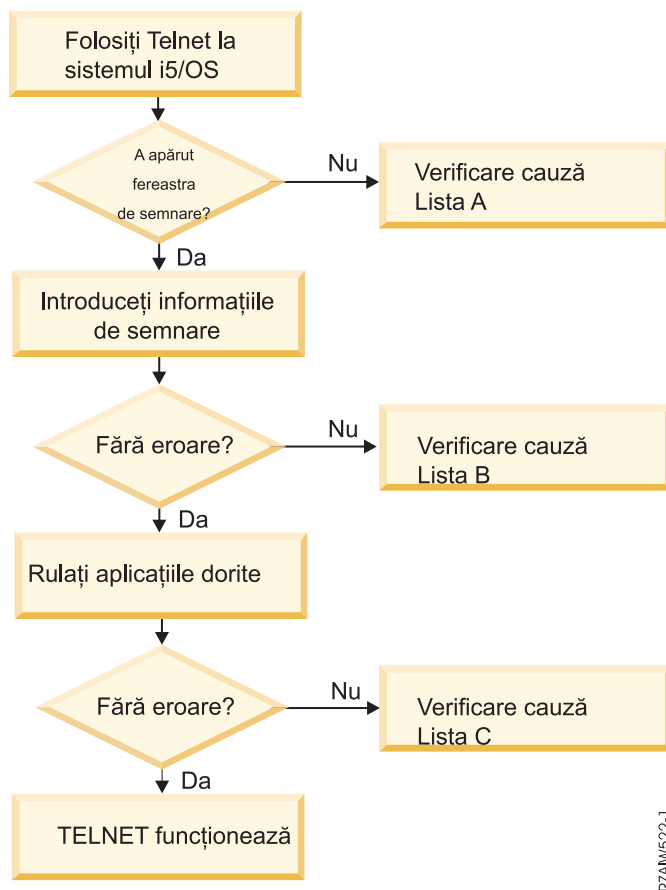 Folosiți Telnet la
sistemul i5/OS
A apărut
fereastra
de semnare?
Nu
Verificare cauză
Lista A
Da
Introduceți informațiile
de semnare
Fără eroare?
Nu
Verificare cauză
Lista B
Da
Rulați aplicațiile dorite
Fără eroare?
Nu
Verificare cauză
Lista C
Da
TELNET funcționează
RZAIW522-1